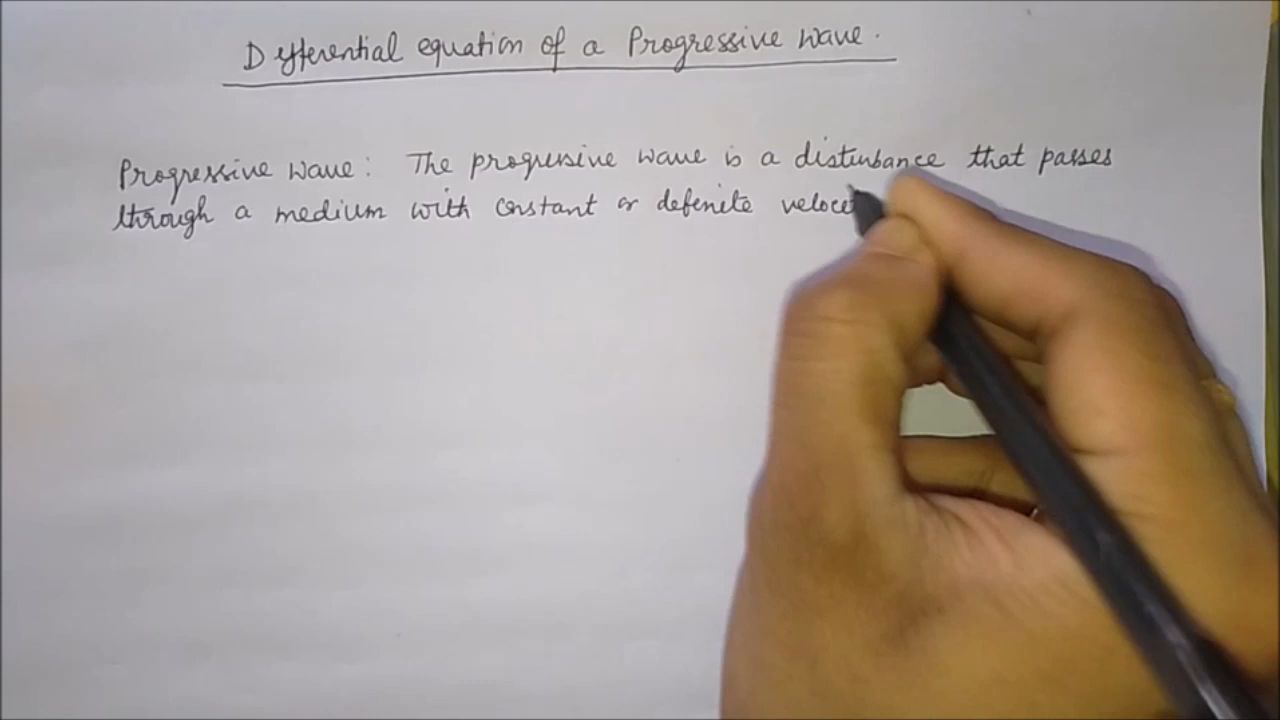 Differential equation of a Progressive wave.
Progressive wave: The progressive wave is a disturbance that passes
through a medium with constant or definite veloci